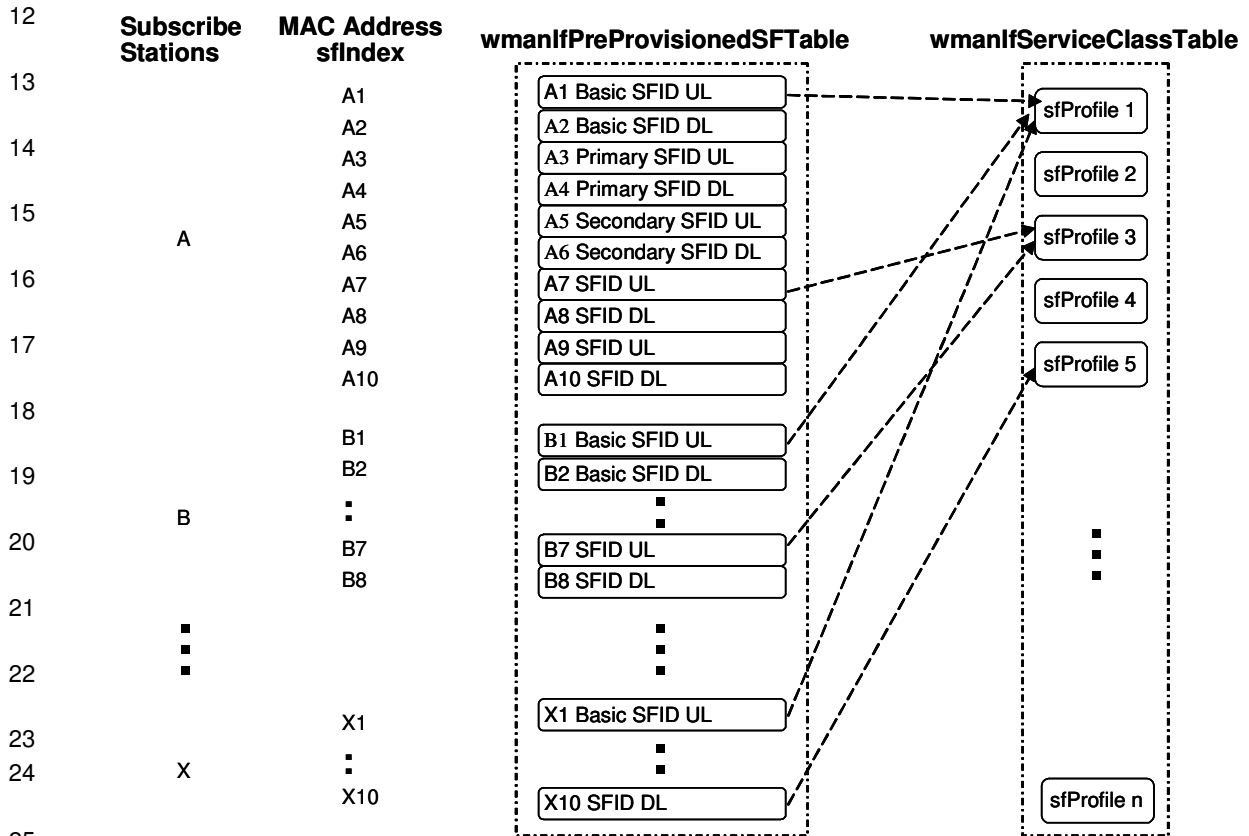 12
Subscribe
Stations
MAC Address
sfIndex
wmanIfPreProvisionedSFTable
wmanIfServiceClassTable
13
A1
A1 Basic SFID UL
sfProfile 1
A2
A2 Basic SFID DL
14
A3
A3 Primary SFID UL
sfProfile 2
A4
A4 Primary SFID DL
15
A5
A5 Secondary SFID UL
A
sfProfile 3
A6
A6 Secondary SFID DL
16
A7
A7 SFID UL
sfProfile 4
A8
A8 SFID DL
17
A9
A9 SFID UL
sfProfile 5
A10
A10 SFID DL
18
B1
B1 Basic SFID UL
19
B2
B2 Basic SFID DL
B
20
B7
B7 SFID UL
B8
B8 SFID DL
21
22
X1
X1 Basic SFID UL
23
24
X
X10
X10 SFID DL
sfProfile n